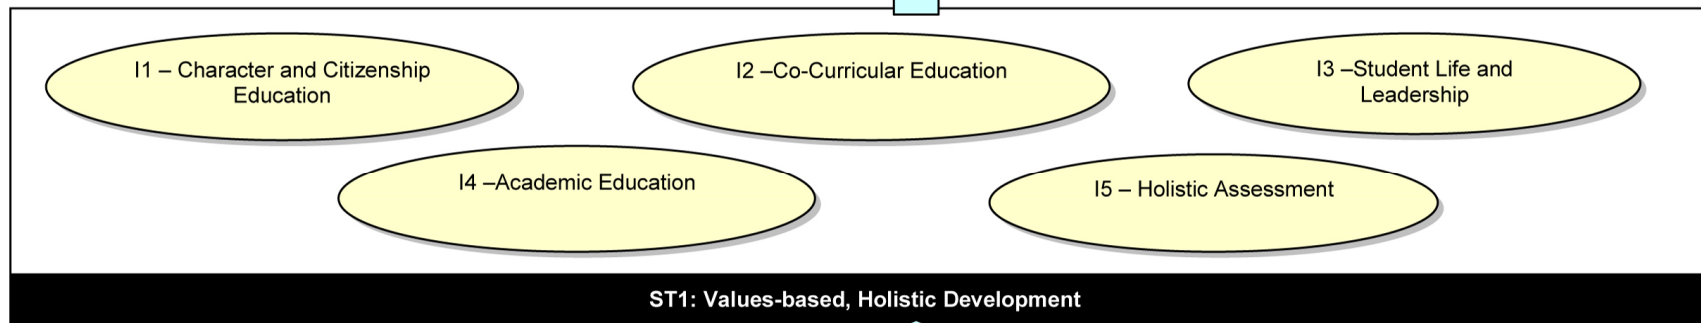 I1 – Character and Citizenship
Education
I2 –Co-Curricular Education
I3 –Student Life and
Leadership
I4 –Academic Education
I5 – Holistic Assessment
ST1: Values-based, Holistic Development